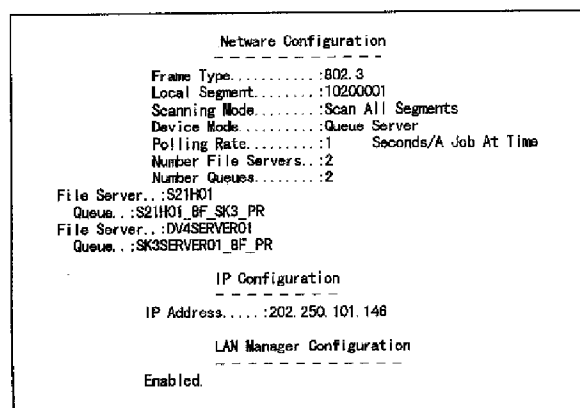 Netware Configuration
Frame Type...........:802.3
Local Segment........:10200001
Scanning Mode........:Scan All Segments
Device Mode..........:Queue Server
Polling Rate.........:1 Seconds/A Job At Time
Number File Servers..:2
Number Queues........:2
File Server..:S21H01
Queue..:S21H01_BF_SK3_PR
File Server..:DV4SERVER01
Queue..:SK3SERVER01_BF_PR
IP Configuration
IP Address.....:202.250.101.146
LAN Manager Configuration
Enabled.